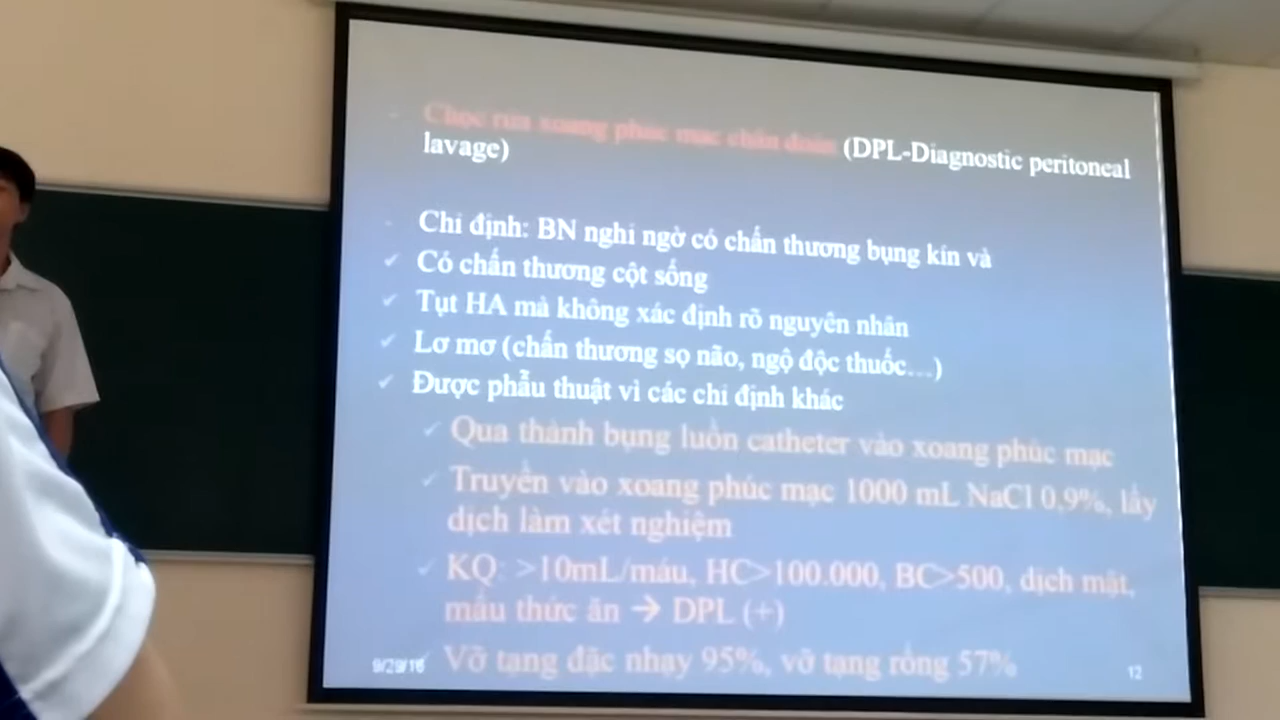 Chọc rửa xoang phúc mạc chẩn đoán (DPL-Diagnostic peritoneal
lavage)
Chỉ định: BN nghi ngờ có chấn thương bụng kín và
Có chấn thương cột sống
Tụt HA mà không xác định rõ nguyên nhân
Lơ mơ (chấn thương sọ não, ngộ độc thuốc…)
Được phẫu thuật vì các chỉ định khác
Qua thành bụng luồn catheter vào xoang phúc mạc
Truyền vào xoang phúc mạc 1000 mL NaCl 0,9%, lấy
dịch làm xét nghiệm
KQ: >10mL/máu, HC>100.000, BC>500, dịch mật,
mẩu thức ăn → DPL (+)
Vỡ tạng đặc nhạy 95%, vỡ tạng rỗng 57%
9/29/16
12